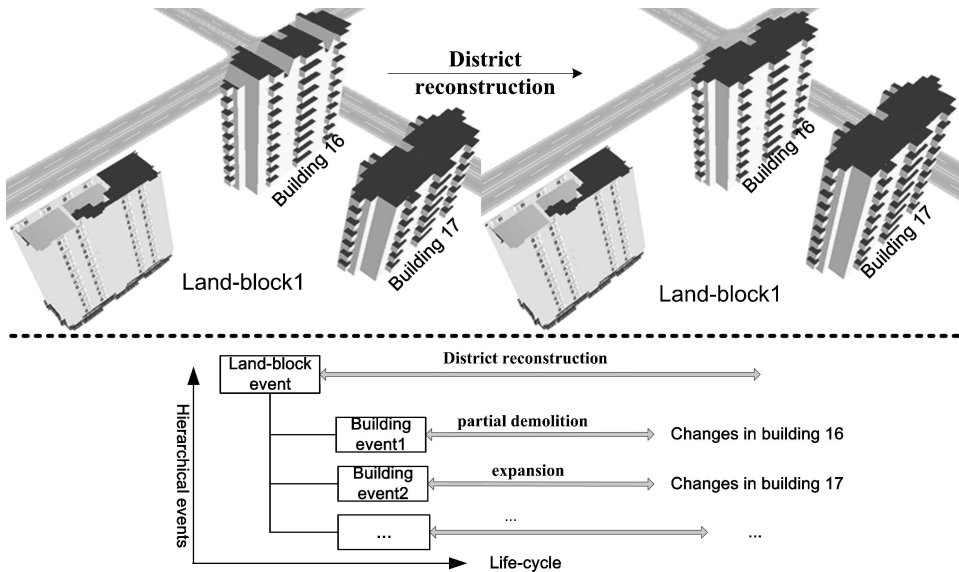 District
reconstruction
Building 16
Building 17
Land-block1
Building 16
Building 17
Land-block1
Hierarchical events
Land-block
event
District reconstruction
Building
event1
partial demolition
Changes in building 16
Building
event2
expansion
Changes in building 17
...
...
...
Life-cycle